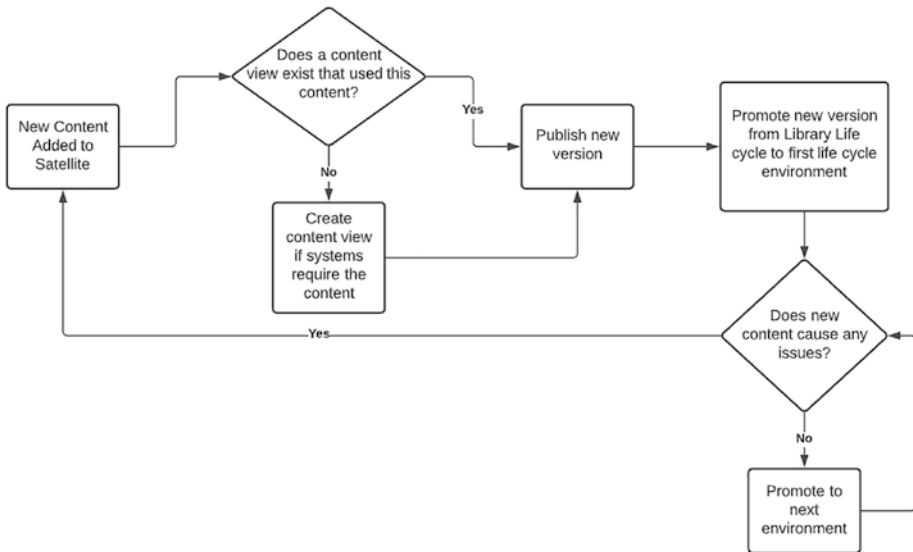 Does a content
view exist that used this
content?
Yes
New Content
Added to
Satellite
Publish new
version
Promote new version
from Library Life
cycle to first life cycle
environment
No
Create
content view
if systems
require the
content
Yes
Does new
content cause any
issues?
No
Promote to
next
environment